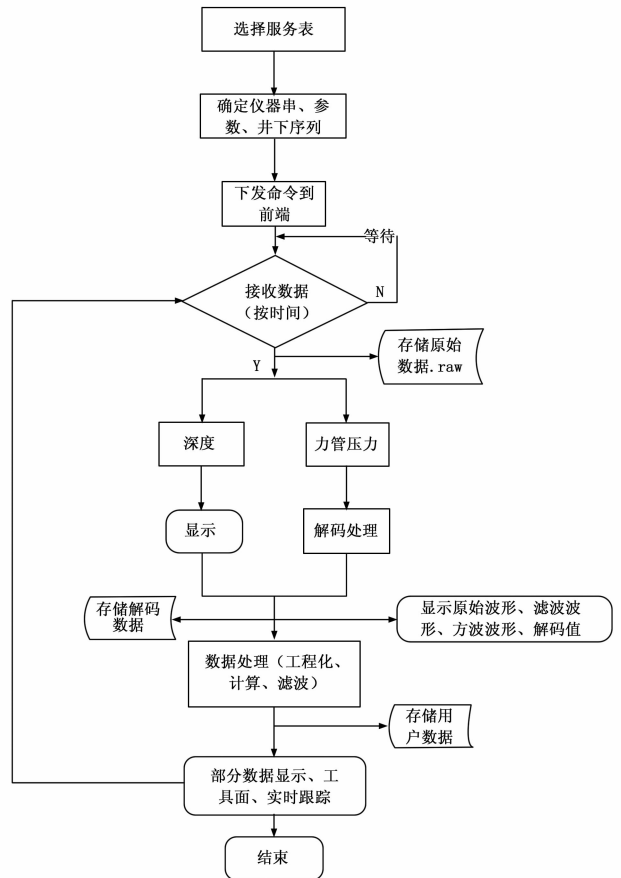 选择服务表
确定仪器串、参
数、井下序列
下发命令到
前端
等待
接收数据
（按时间）
N
存储原始
数据.raw
Y
深度
力管压力
显示
解码处理
存储解码
数据
显示原始波形、滤波波
形、方波波形、解码值
数据处理（工程化、
计算、滤波）
存储用
户数据
部分数据显示、工
具面、实时跟踪
结束